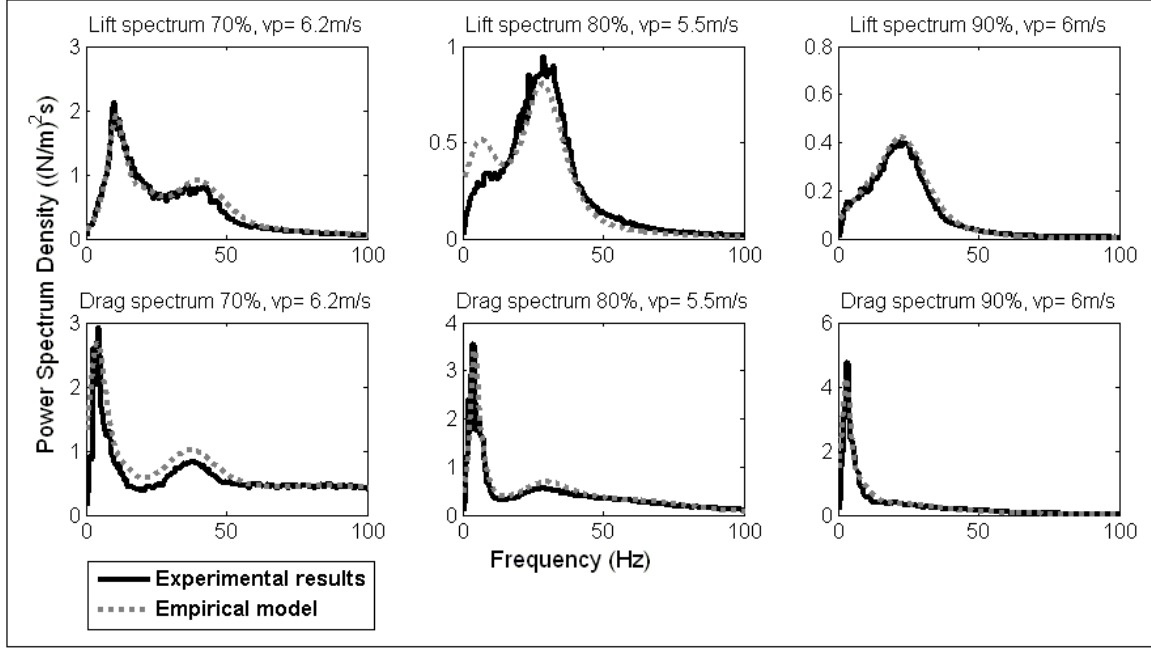 Lift spectrum 70%, vp= 6.2m/s
Lift spectrum 80%, vp= 5.5m/s
Lift spectrum 90%, vp= 6m/s
3
2
1
0
0 50 100
1
0.5
0
0 50 100
0.8
0.6
0.4
0.2
0
0 50 100
Power Spectrum Density ((N/m)²s)
Drag spectrum 70%, vp= 6.2m/s
Drag spectrum 80%, vp= 5.5m/s
Drag spectrum 90%, vp= 6m/s
3
2
1
0
0 50 100
4
3
2
1
0
0 50 100
6
4
2
0
0 50 100
Frequency (Hz)
Experimental results
Empirical model